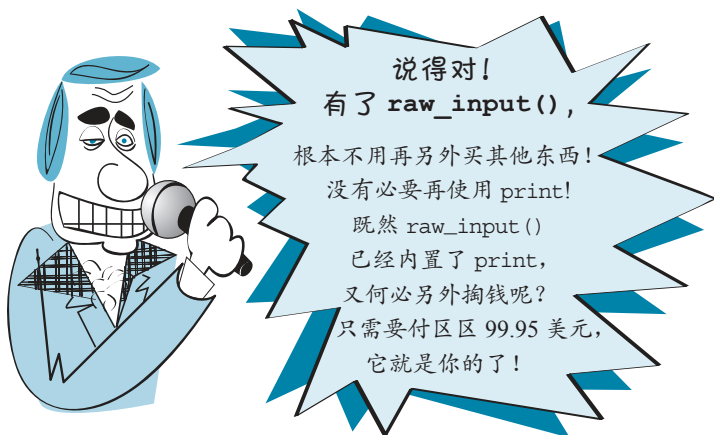 说得对！
有了 raw_input()，
根本不用再另外买其他东西！
没有必要再使用 print!
既然 raw_input()
已经内置了 print，
又何必另外掏钱呢？
只需要付区区 99.95 美元，
它就是你的了！